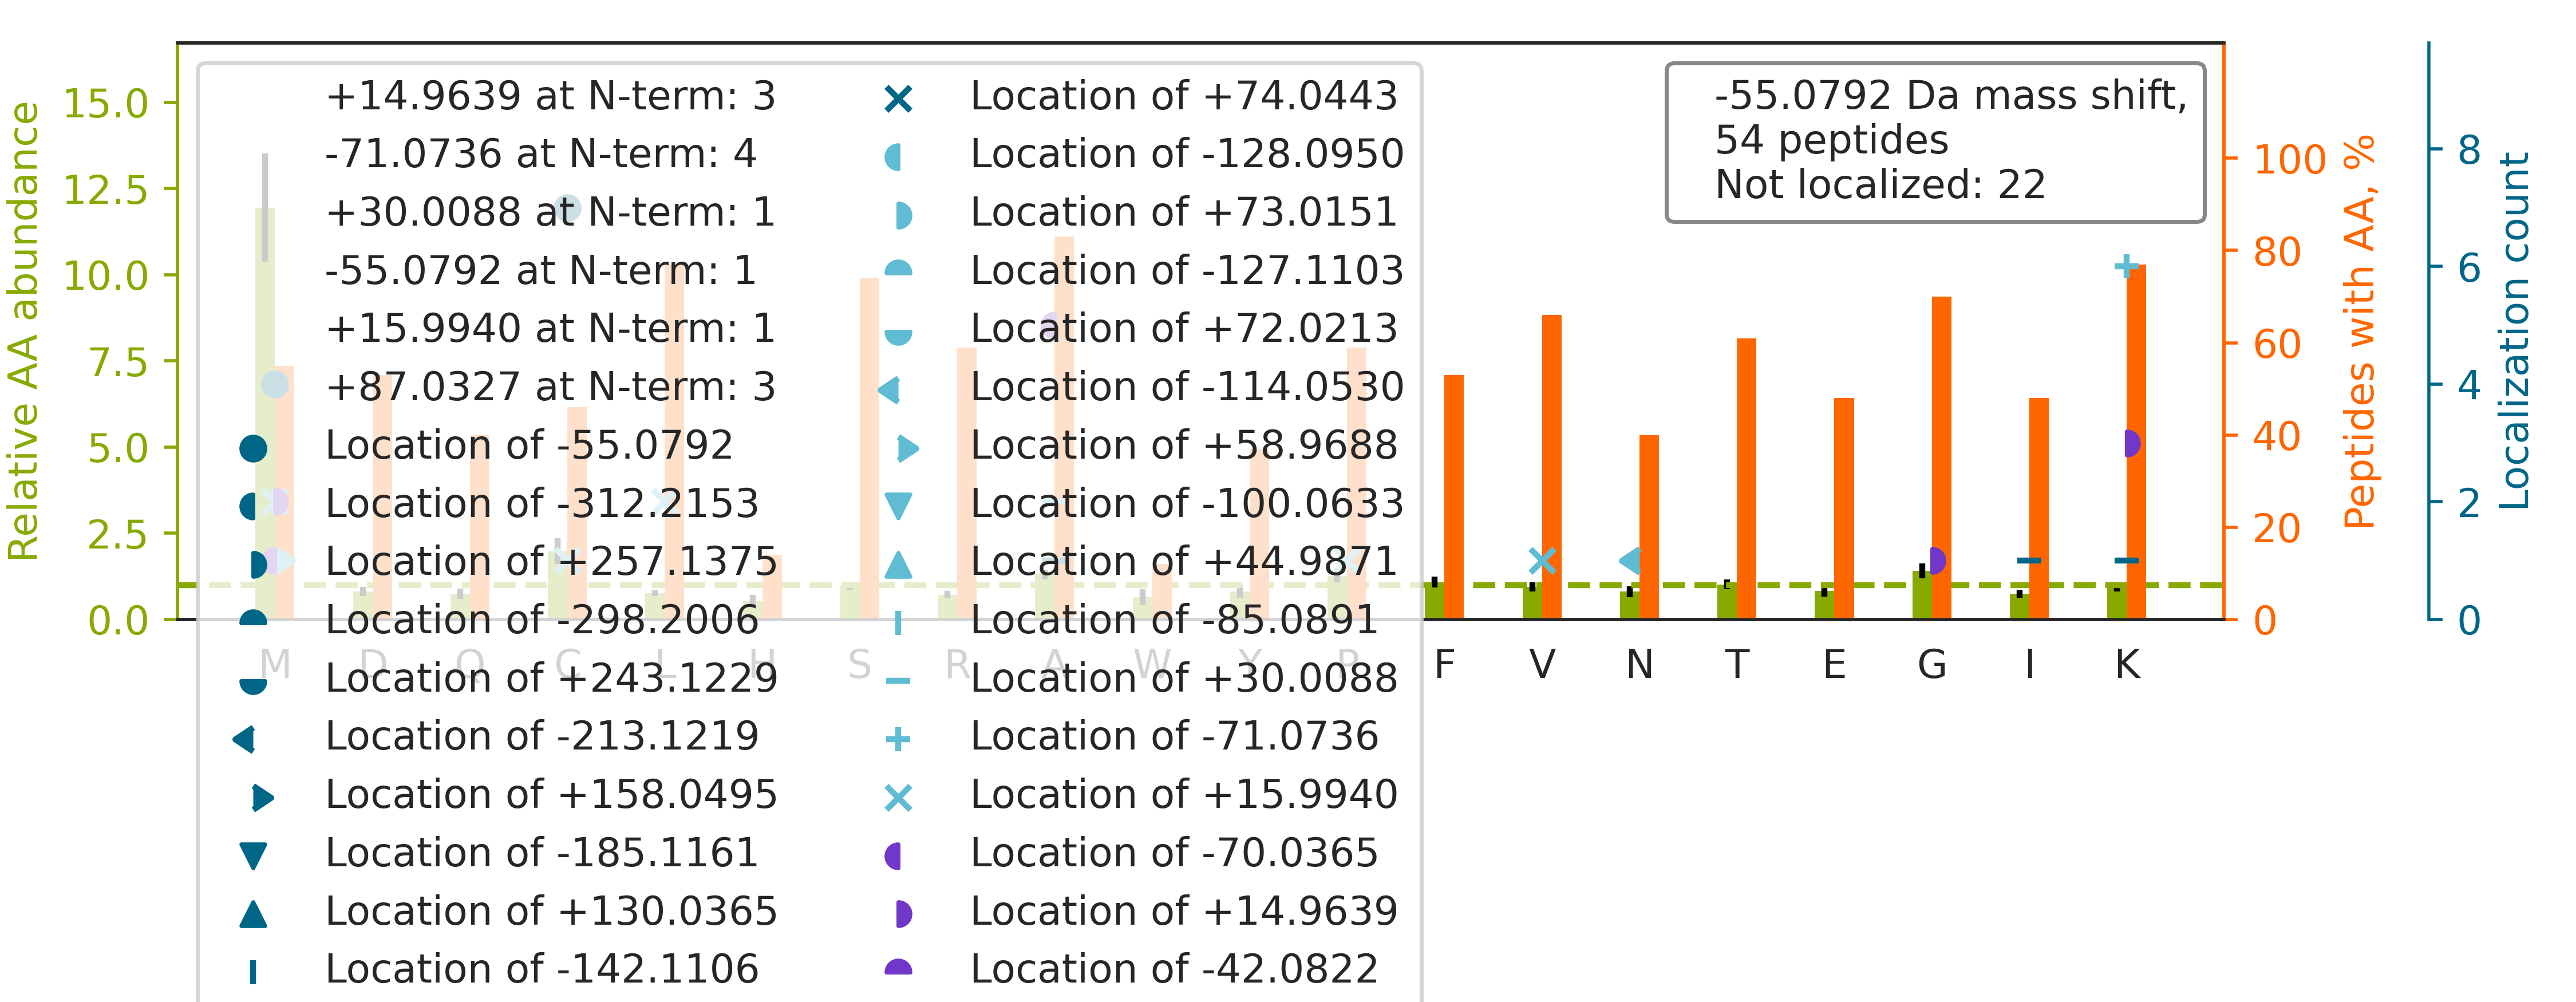 Relative AA abundance
15.0
12.5
10.0
7.5
5.0
2.5
0.0
+14.9639 at N-term: 3
-71.0736 at N-term: 4
+30.0088 at N-term: 1
-55.0792 at N-term: 1
+15.9940 at N-term: 1
+87.0327 at N-term: 3
Location of -55.0792
Location of -312.2153
Location of +257.1375
Location of -298.2006
Location of +243.1229
Location of -213.1219
Location of +158.0495
Location of -185.1161
Location of +130.0365
Location of -142.1106
Location of +74.0443
Location of -128.0950
Location of +73.0151
Location of -127.1103
Location of +72.0213
Location of -114.0530
Location of +58.9688
Location of -100.0633
Location of +44.9871
Location of -85.0891
Location of +30.0088
Location of -71.0736
Location of +15.9940
Location of -70.0365
Location of +14.9639
Location of -42.0822
-55.0792 Da mass shift,
54 peptides
Not localized: 22
M D Q C L H S R A W Y P F V N T E G I K
100
80
60
40
20
0
Peptides with AA, %
8
6
4
2
0
Localization count